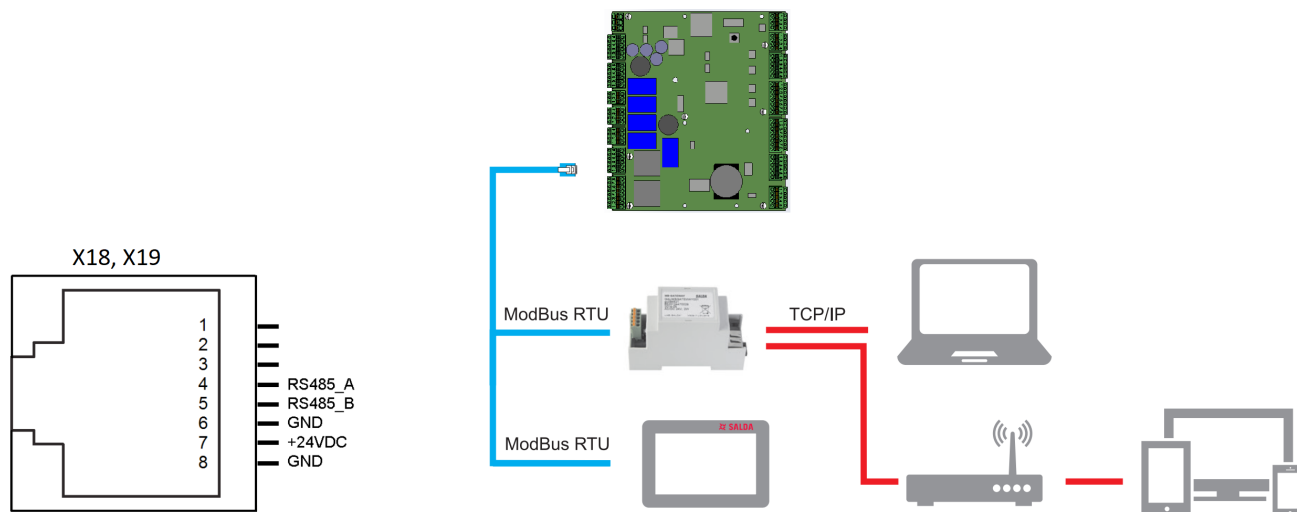 X18, X19
1
2
3
4 RS485_A
5 RS485_B
6 GND
7 +24VDC
8 GND
ModBus RTU
TCP/IP
ModBus RTU
SALDA
SALDA